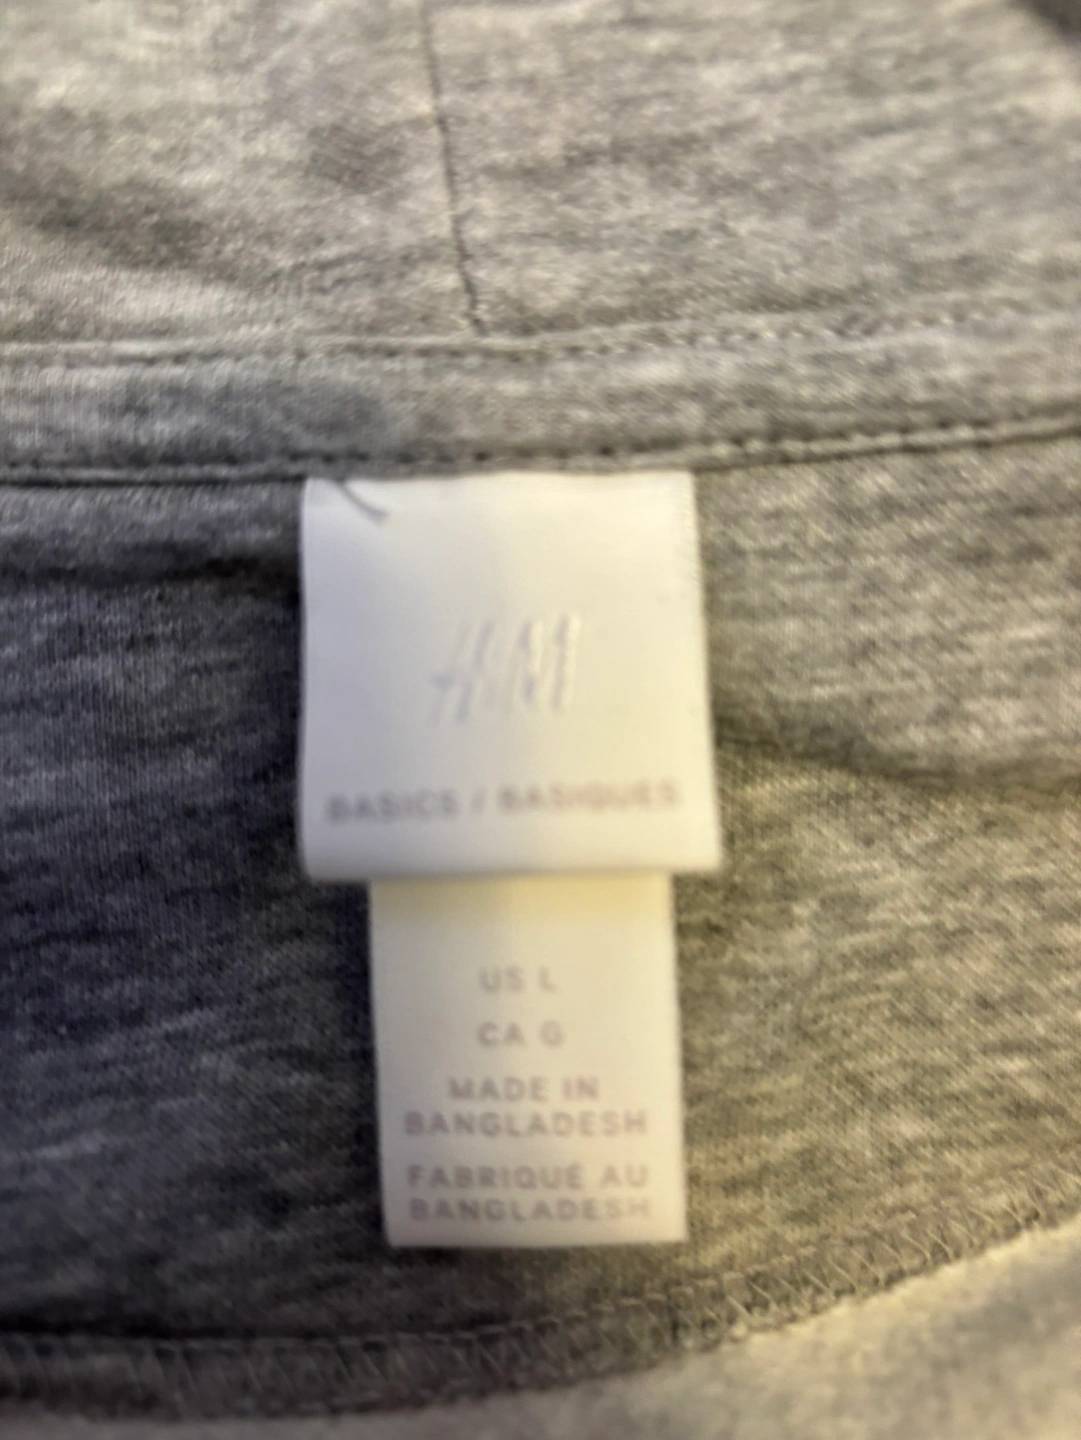 H&M
BASICS / BASIQUES
US L
CA G
MADE IN
BANGLADESH
FABRIQUÉ AU
BANGLADESH